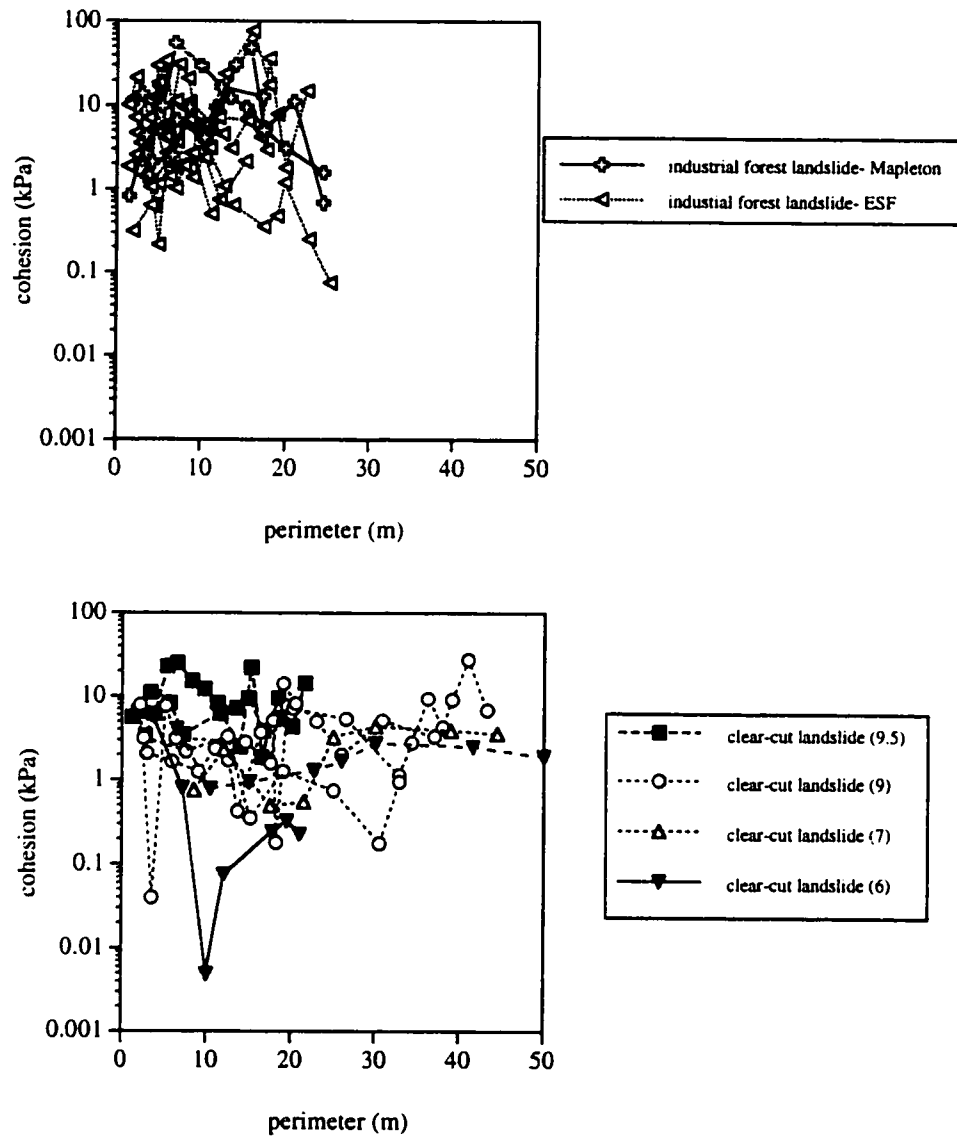 100
10
1
0.1
0.01
0.001
cohesion (kPa)
0 10 20 30 40 50
perimeter (m)
industrial forest landslide- Mapleton
industial forest landslide- ESF
100
10
1
0.1
0.01
0.001
cohesion (kPa)
0 10 20 30 40 50
perimeter (m)
clear-cut landslide (9.5)
clear-cut landslide (9)
clear-cut landslide (7)
clear-cut landslide (6)